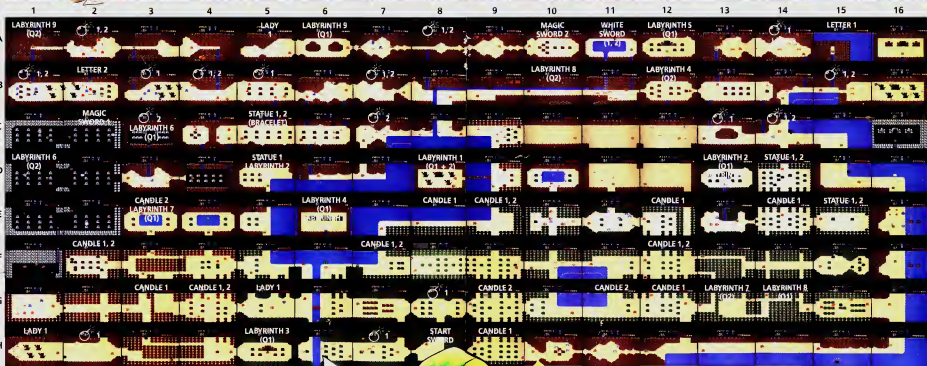 1 2 3 4 5 6 7 8 9 10 11 12 13 14 15 16
LABYRINTH 9 (Q2)
1, 2
LADY 1
LABYRINTH 9 (Q1)
1, 2
MAGIC SWORD 2
WHITE SWORD (1, 2)
LABYRINTH 5 (Q1)
1
LETTER 1
1, 2
LETTER 2
1
1, 2
1
1, 2
LABYRINTH 8 (Q2)
LABYRINTH 4 (Q2)
1
1, 2
MAGIC SWORD 1
2
LABYRINTH 6 (Q1)
STATUE 1, 2 (BRACELET)
2
1
1, 2
LABYRINTH 6 (Q2)
STATUE 1
LABYRINTH 2
LABYRINTH 1 (Q1 + 2)
LABYRINTH 2 (Q1)
STATUE 1, 2
CANDLE 2
LABYRINTH 7 (Q1)
LABYRINTH 4 (Q1)
CANDLE 1
CANDLE 1
CANDLE 1
STATUE 1, 2
CANDLE 1, 2
CANDLE 1, 2
CANDLE 1, 2
G
CANDLE 1
CANDLE 1, 2
LADY 1
1
CANDLE 2
CANDLE 2
LABYRINTH 7 (Q2)
LABYRINTH 8 (Q1)
H
LADY 1
1
LABYRINTH 3 (Q1)
1
START SWORD
CANDLE 1